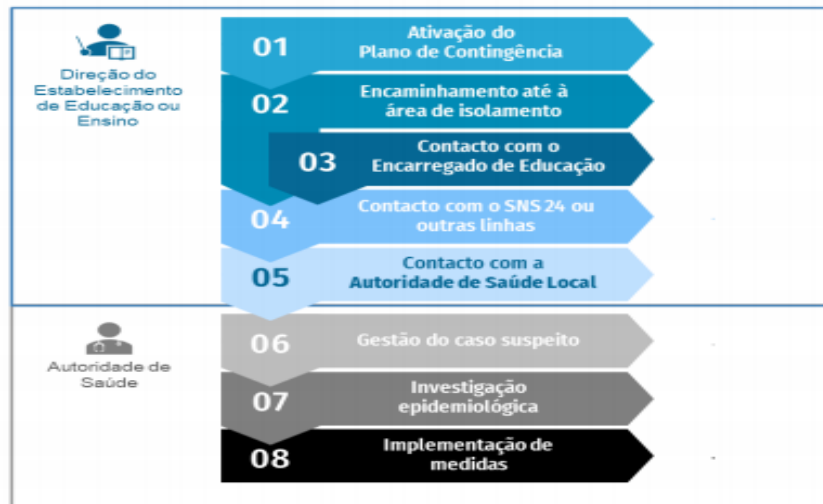 Direção do
Estabelecimento
de Educação ou
Ensino
01
Ativação do
Plano de Contingência
02
Encaminhamento até à
área de isolamento
03
Contacto com o
Encarregado de Educação
04
Contacto com o SNS 24 ou
outras linhas
05
Contacto com a
Autoridade de Saúde Local
Autoridade de
Saúde
06
Gestão do caso suspeito
07
Investigação
epidemiológica
08
Implementação de
medidas